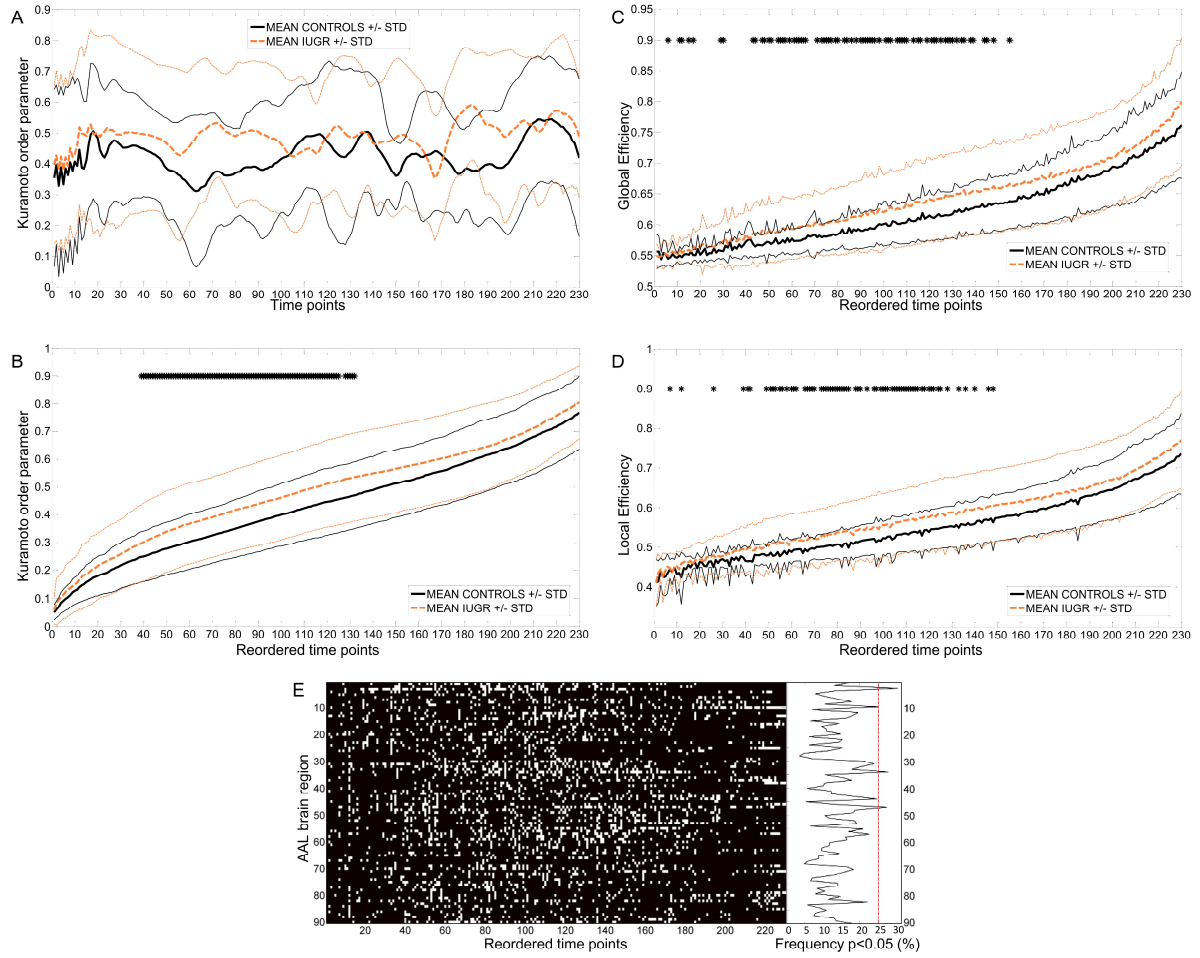 A
MEAN CONTROLS +/- STD
MEAN IUGR +/- STD
Kuramoto order parameter
0.9
0.8
0.7
0.6
0.5
0.4
0.3
0.2
0.1
0
0 10 20 30 40 50 60 70 80 90 100 110 120 130 140 150 160 170 180 190 200 210 220 230
Time points
C
Global Efficiency
0.95
0.9
0.85
0.8
0.75
0.7
0.65
0.6
0.55
0.5
MEAN CONTROLS +/- STD
MEAN IUGR +/- STD
0 10 20 30 40 50 60 70 80 90 100 110 120 130 140 150 160 170 180 190 200 210 220 230
Reordered time points
B
Kuramoto order parameter
1
0.9
0.8
0.7
0.6
0.5
0.4
0.3
0.2
0.1
0
MEAN CONTROLS +/- STD
MEAN IUGR +/- STD
0 10 20 30 40 50 60 70 80 90 100 110 120 130 140 150 160 170 180 190 200 210 220 230
Reordered time points
D
Local Efficiency
1
0.9
0.8
0.7
0.6
0.5
0.4
MEAN CONTROLS +/- STD
MEAN IUGR +/- STD
0 10 20 30 40 50 60 70 80 90 100 110 120 130 140 150 160 170 180 190 200 210 220 230
Reordered time points
E
AAL brain region
10
20
30
40
50
60
70
80
90
20 40 60 80 100 120 140 160 180 200 220
Reordered time points
10
20
30
40
50
60
70
80
90
0 5 10 15 20 25 30
Frequency p<0.05 (%)